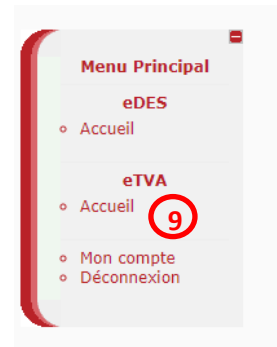 Menu Principal
eDES
Accueil
eTVA
Accueil
9
Mon compte
Déconnexion